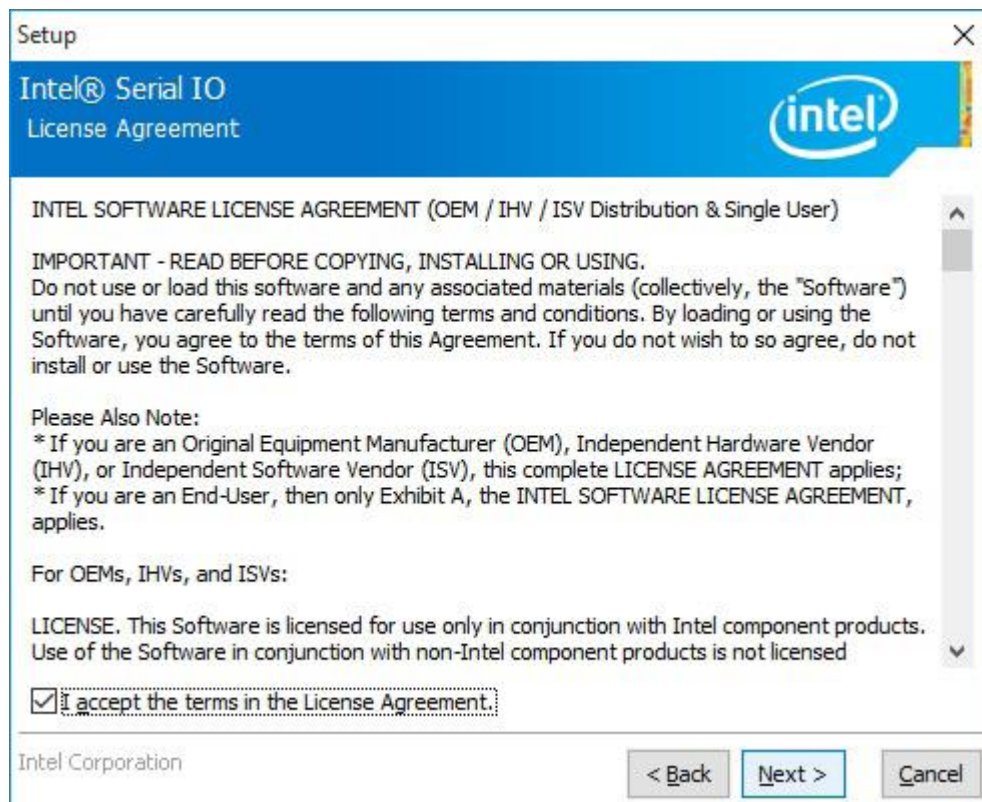 Setup
Intel® Serial IO
License Agreement
intel
INTEL SOFTWARE LICENSE AGREEMENT (OEM / IHV / ISV Distribution & Single User)
IMPORTANT - READ BEFORE COPYING, INSTALLING OR USING.
Do not use or load this software and any associated materials (collectively, the "Software")
until you have carefully read the following terms and conditions. By loading or using the
Software, you agree to the terms of this Agreement. If you do not wish to so agree, do not
install or use the Software.
Please Also Note:
* If you are an Original Equipment Manufacturer (OEM), Independent Hardware Vendor
(IHV), or Independent Software Vendor (ISV), this complete LICENSE AGREEMENT applies;
* If you are an End-User, then only Exhibit A, the INTEL SOFTWARE LICENSE AGREEMENT,
applies.
For OEMs, IHVs, and ISVs:
LICENSE. This Software is licensed for use only in conjunction with Intel component products.
Use of the Software in conjunction with non-Intel component products is not licensed
I accept the terms in the License Agreement.
Intel Corporation
< Back Next > Cancel